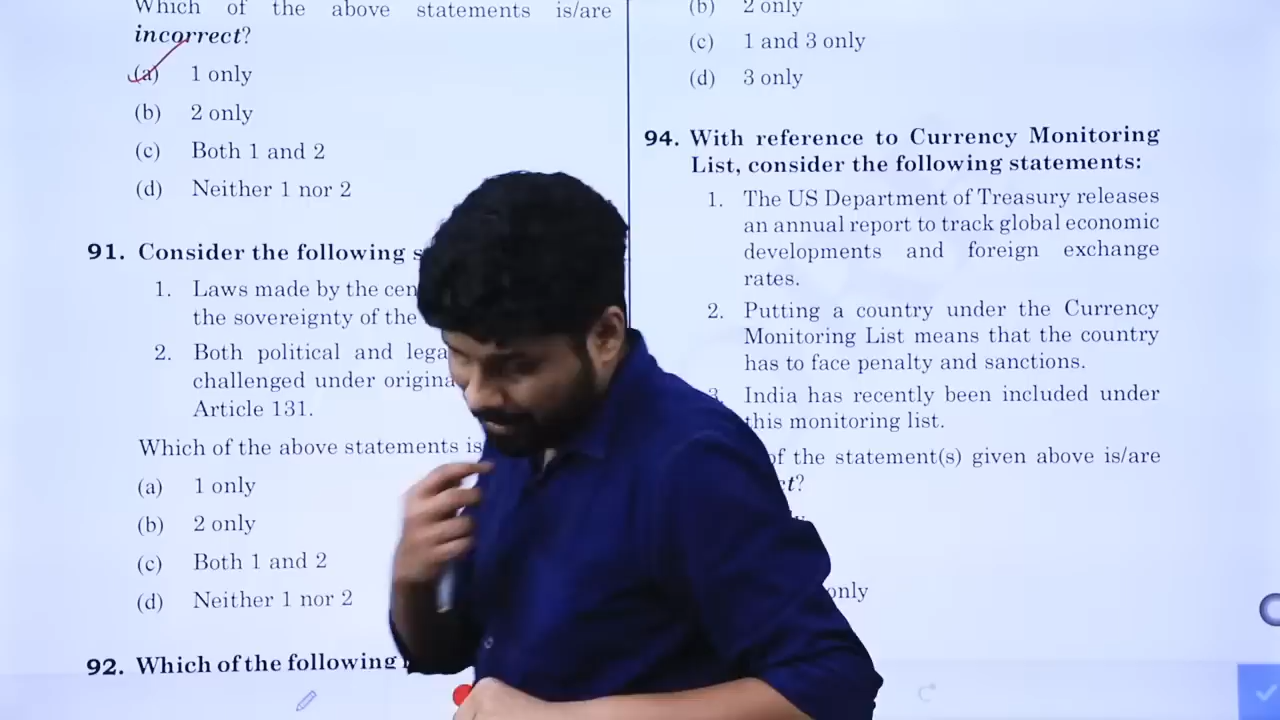 Which of the above statements is/are
incorrect?
(a) 1 only
(b) 2 only
(c) Both 1 and 2
(d) Neither 1 nor 2
91. Consider the following
1. Laws made by the
the sovereignty of the
2. Both political and
challenged under
Article 131.
Which of the above statements
(a) 1 only
(b) 2 only
(c) Both 1 and 2
(d) Neither 1 nor 2
92. Which of the following
(b) 2 only
(c) 1 and 3 only
(d) 3 only
94. With reference to Currency Monitoring
List, consider the following statements:
1. The US Department of Treasury releases
an annual report to track global economic
developments and foreign exchange
rates.
2. Putting a country under the Currency
Monitoring List means that the country
has to face penalty and sanctions.
3. India has recently been included under
this monitoring list.
of the statement(s) given above is/are
only